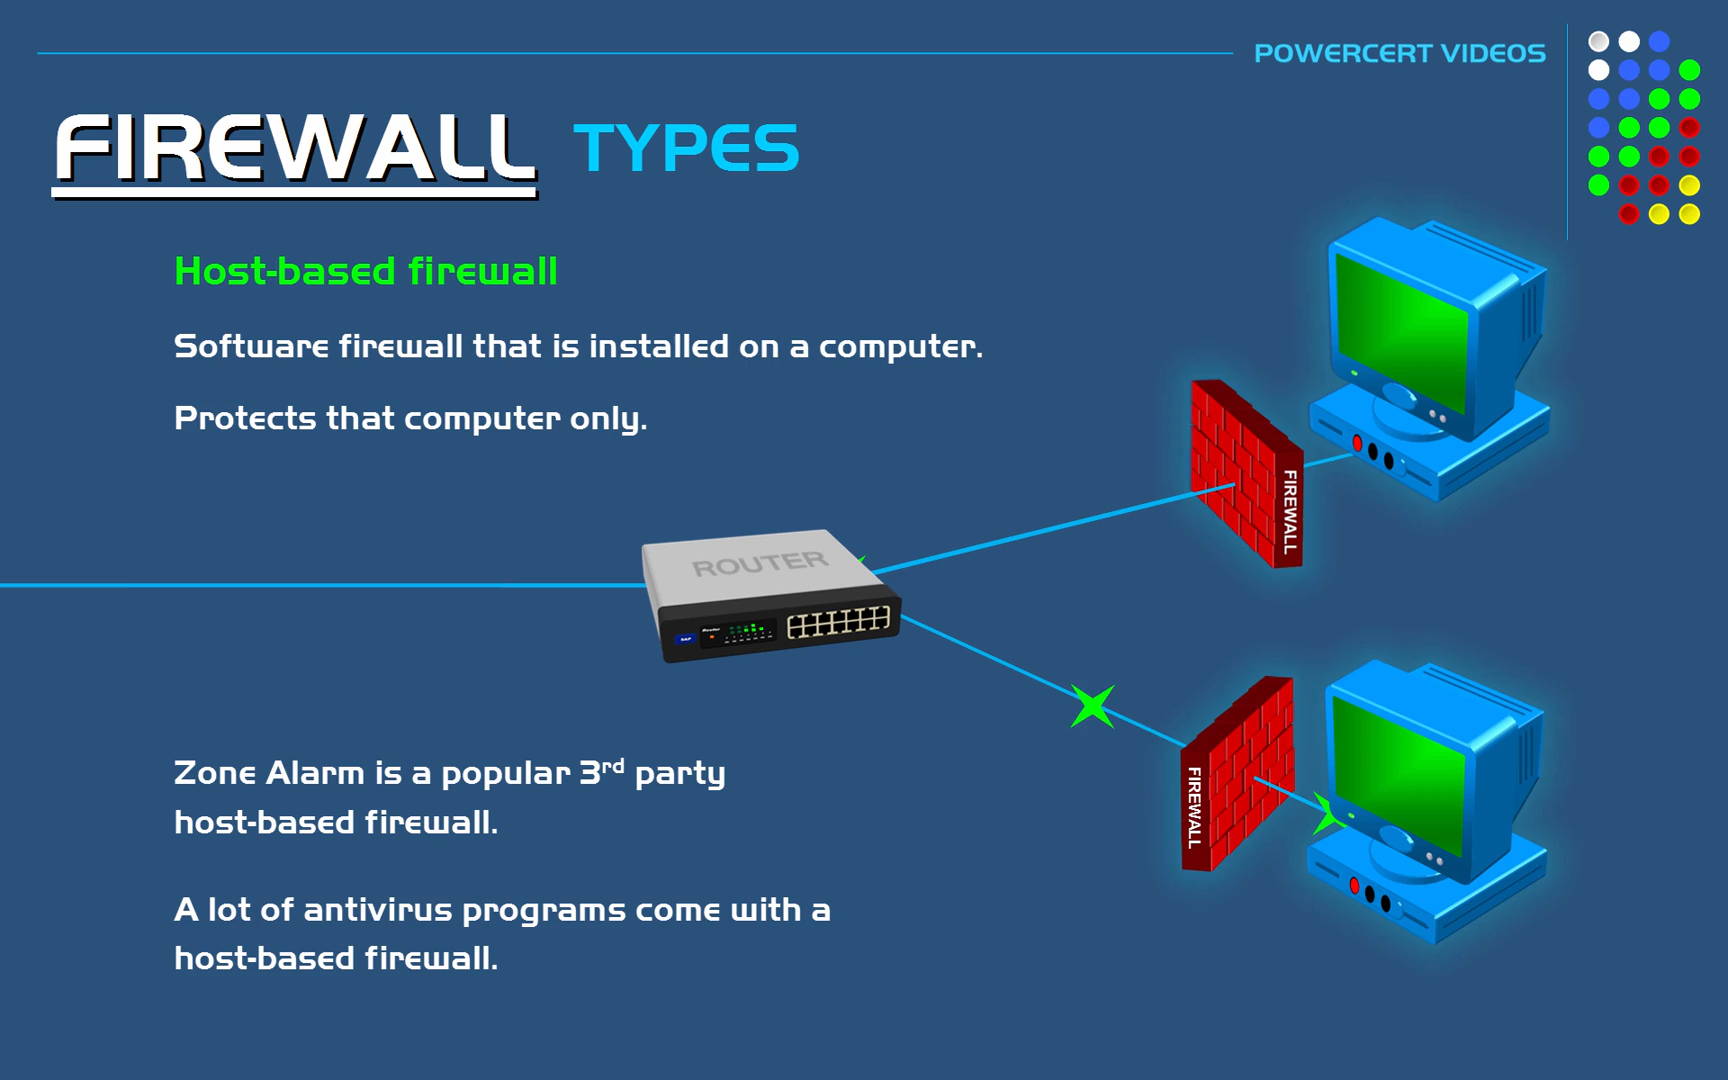 POWERCERT VIDEOS
FIREWALL TYPES
Host-based firewall
Software firewall that is installed on a computer.
Protects that computer only.
FIREWALL
ROUTER
Router
FIREWALL
Zone Alarm is a popular 3rd party
host-based firewall.
A lot of antivirus programs come with a
host-based firewall.